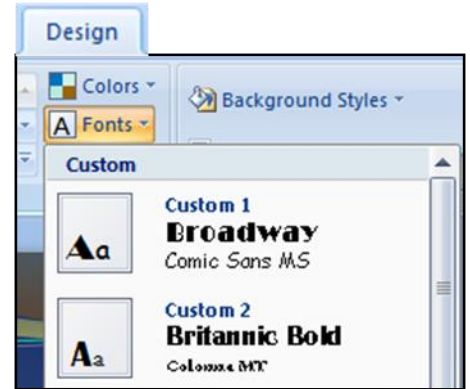 Design
Colors
Background Styles
A Fonts
Custom
Custom 1
Aa Broadway
Comic Sans MS
Custom 2
Aa Britannic Bold
Colonna MT